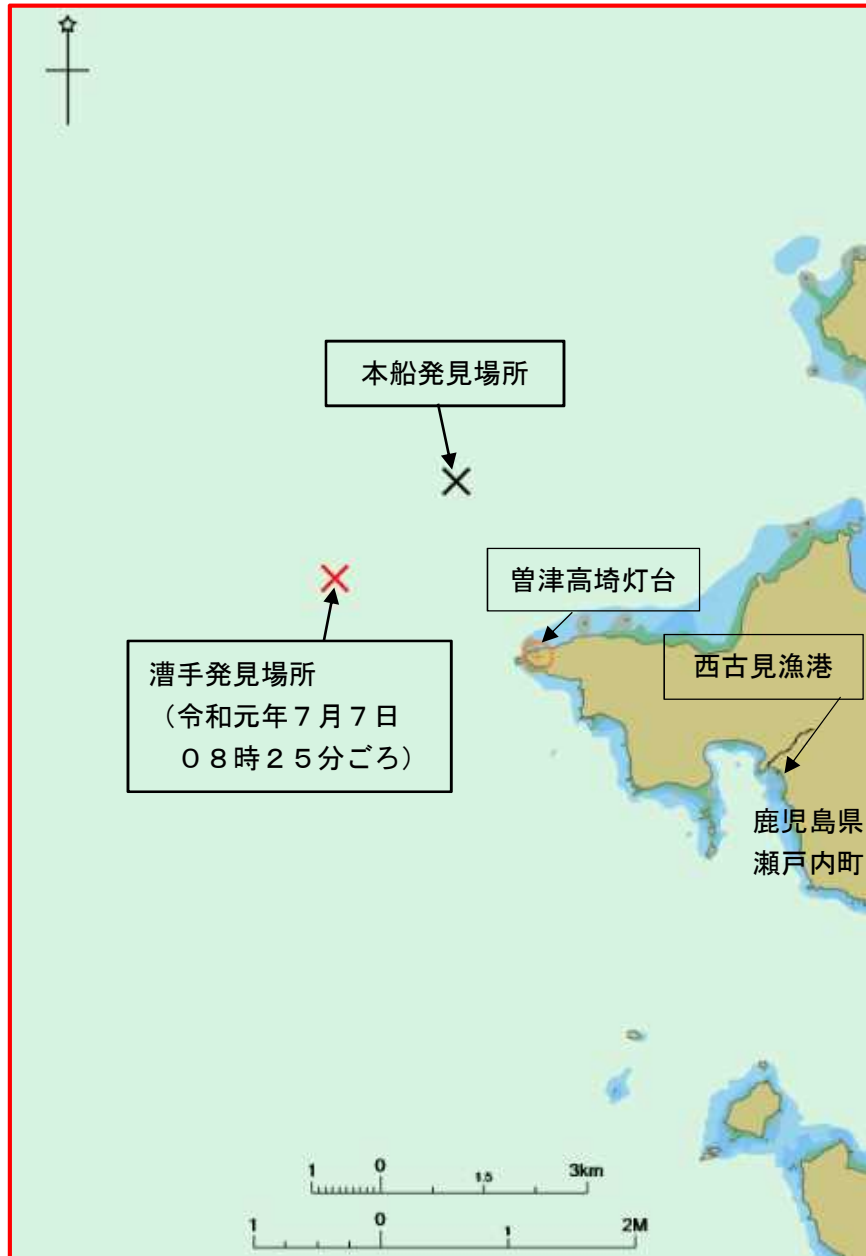 本船発見場所
曽津高埼灯台
漕手発見場所
（令和元年７月７日
０８時２５分ごろ）
西古見漁港
鹿児島県
瀬戸内町
1 0 1.5 3km
1 0 1 2M